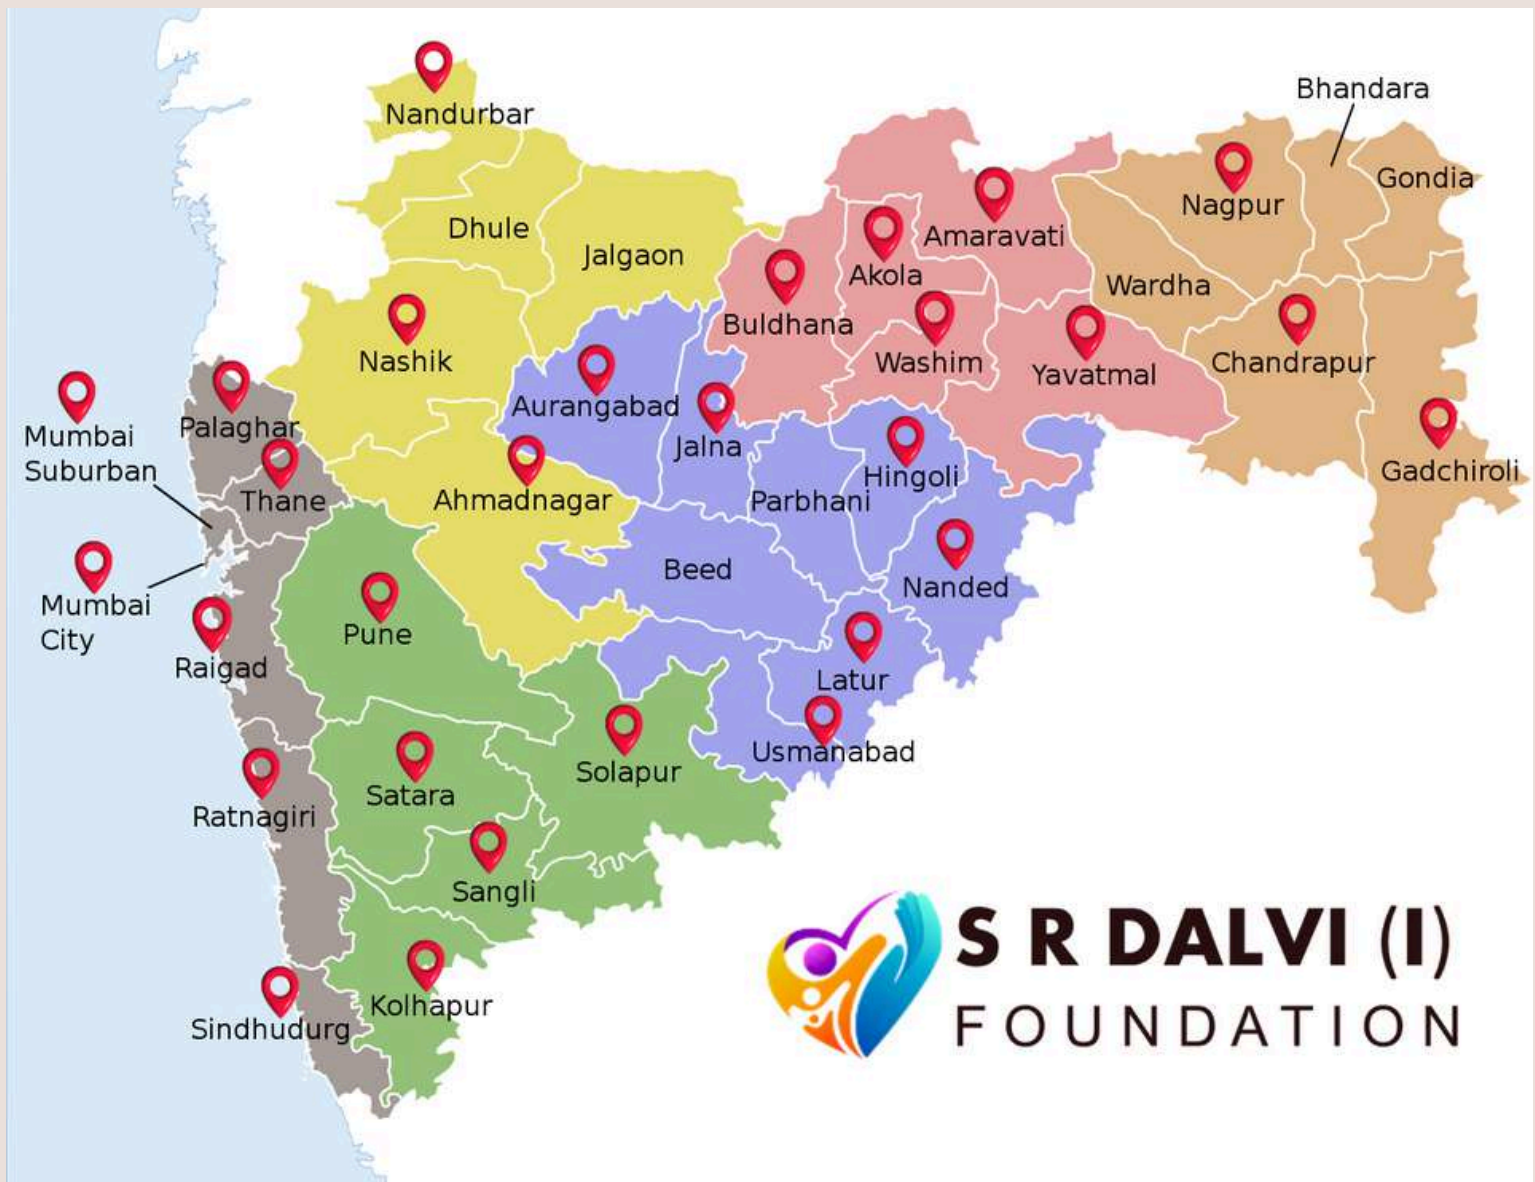 Nandurbar
Bhandara
Gondia
Nagpur
Dhule
Amaravati
Jalgaon
Akola
Wardha
Buldhana
Nashik
Washim
Chandrapur
Yavatmal
Aurangabad
Palaghar
Mumbai
Suburban
Jalna
Hingoli
Gadchiroli
Thane
Ahmadnagar
Parbhani
Beed
Nanded
Mumbai
City
Pune
Raigad
Latur
Usmanabad
Solapur
Satara
Ratnagiri
Sangli
Kolhapur
Sindhudurg
S R DALVI (I)
FOUNDATION